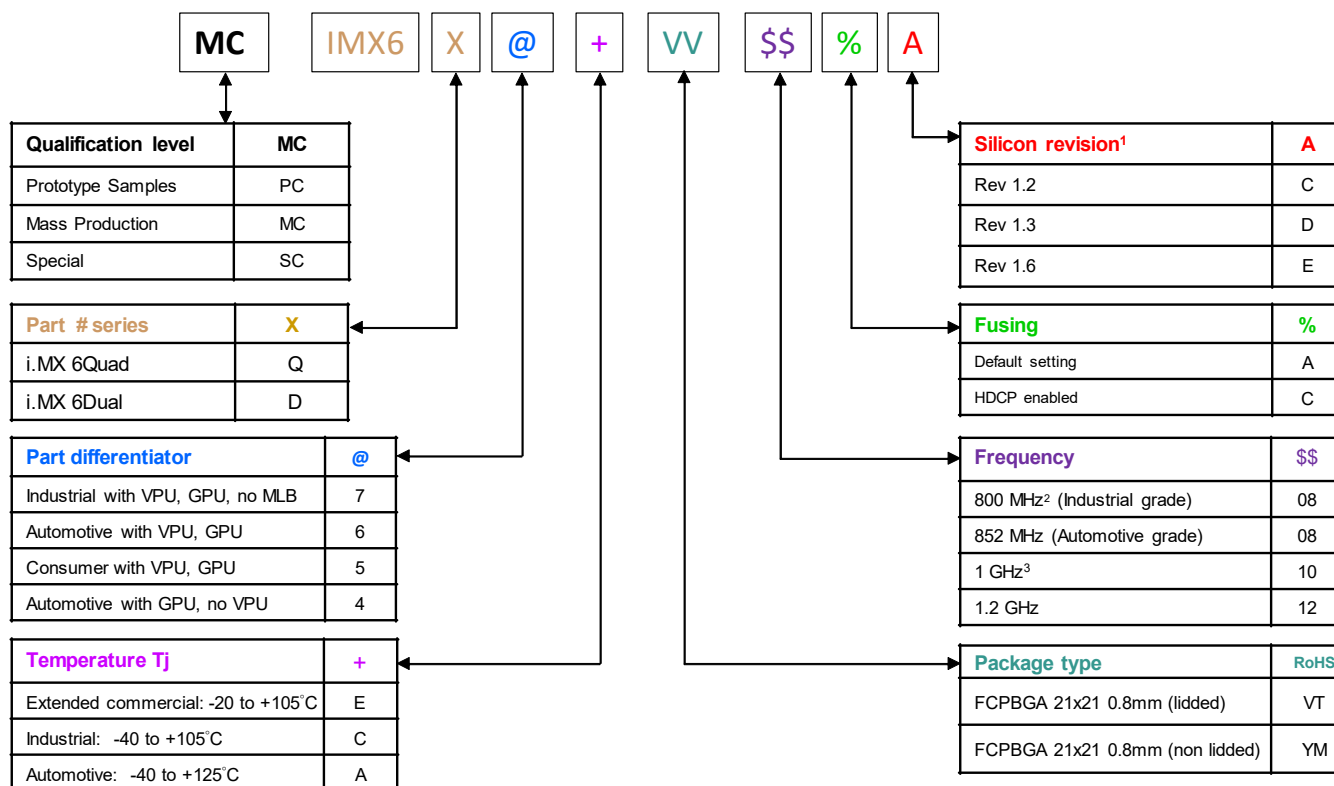 MC IMX6 X @ + VV $$ % A
Qualification level MC
Prototype Samples PC
Mass Production MC
Special SC
Part # series X
i.MX 6Quad Q
i.MX 6Dual D
Part differentiator @
Industrial with VPU, GPU, no MLB 7
Automotive with VPU, GPU 6
Consumer with VPU, GPU 5
Automotive with GPU, no VPU 4
Temperature Tj +
Extended commercial: -20 to +105°C E
Industrial: -40 to +105°C C
Automotive: -40 to +125°C A
Silicon revision¹ A
Rev 1.2 C
Rev 1.3 D
Rev 1.6 E
Fusing %
Default setting A
HDCP enabled C
Frequency $$
800 MHz² (Industrial grade) 08
852 MHz (Automotive grade) 08
1 GHz³ 10
1.2 GHz 12
Package type RoHS
FCPBGA 21x21 0.8mm (lidded) VT
FCPBGA 21x21 0.8mm (non lidded) YM